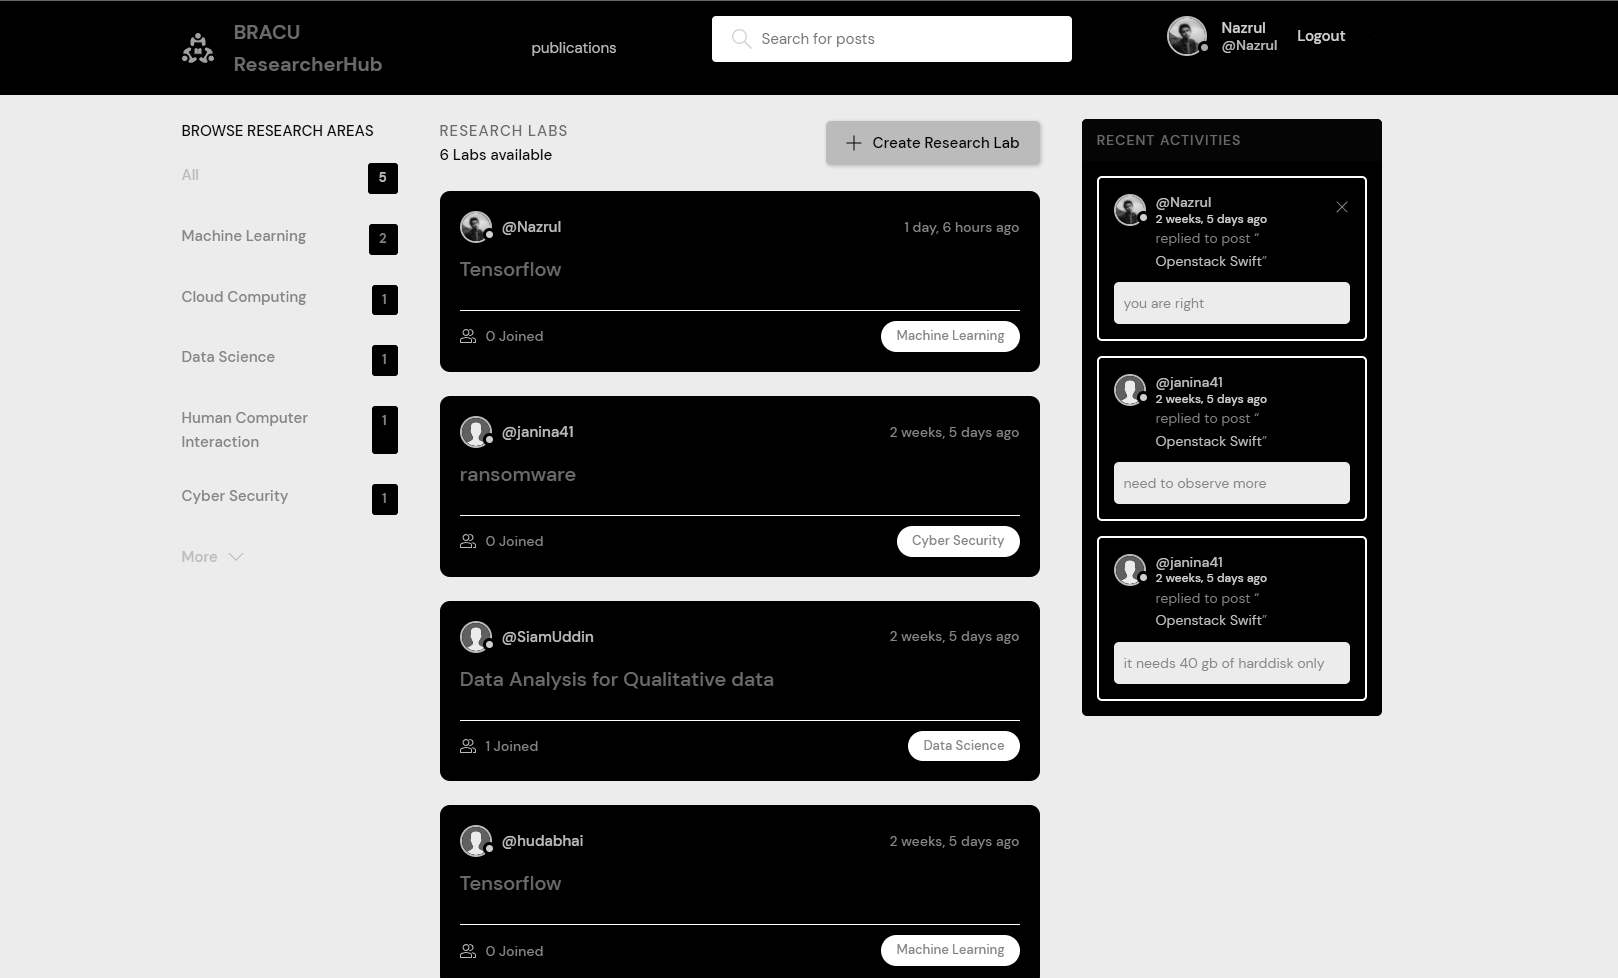 BRACU
ResearcherHub
publications
Search for posts
Nazrul
@Nazrul
Logout
BROWSE RESEARCH AREAS
All
5
Machine Learning
2
Cloud Computing
1
Data Science
1
Human Computer
Interaction
1
Cyber Security
1
More
RESEARCH LABS
6 Labs available
Create Research Lab
@Nazrul
1 day, 6 hours ago
Tensorflow
0 Joined
Machine Learning
@janina41
2 weeks, 5 days ago
ransomware
0 Joined
Cyber Security
@SiamUddin
2 weeks, 5 days ago
Data Analysis for Qualitative data
1 Joined
Data Science
@hudabhai
2 weeks, 5 days ago
Tensorflow
0 Joined
Machine Learning
RECENT ACTIVITIES
@Nazrul
2 weeks, 5 days ago
replied to post “
Openstack Swift”
you are right
@janina41
2 weeks, 5 days ago
replied to post “
Openstack Swift”
need to observe more
@janina41
2 weeks, 5 days ago
replied to post “
Openstack Swift”
it needs 40 gb of harddisk only